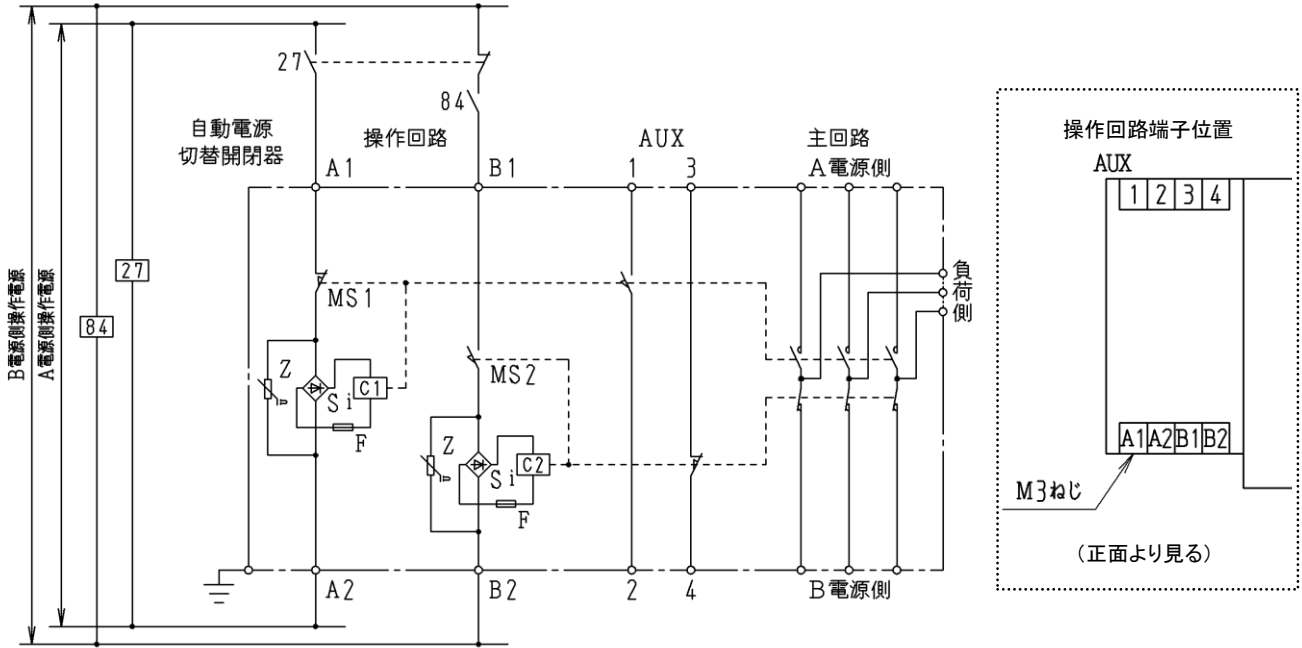 27
84
自動電源
切替開閉器
操作回路
AUX
主回路
A1
B1
1
3
A電源側
27
84
B電源側操作電源
A電源側操作電源
MS1
MS2
Z
Si
C1
F
Z
Si
C2
F
負
荷
側
A2
B2
2
4
B電源側
操作回路端子位置
AUX
1 2 3 4
A1 A2 B1 B2
M3ねじ
(正面より見る)